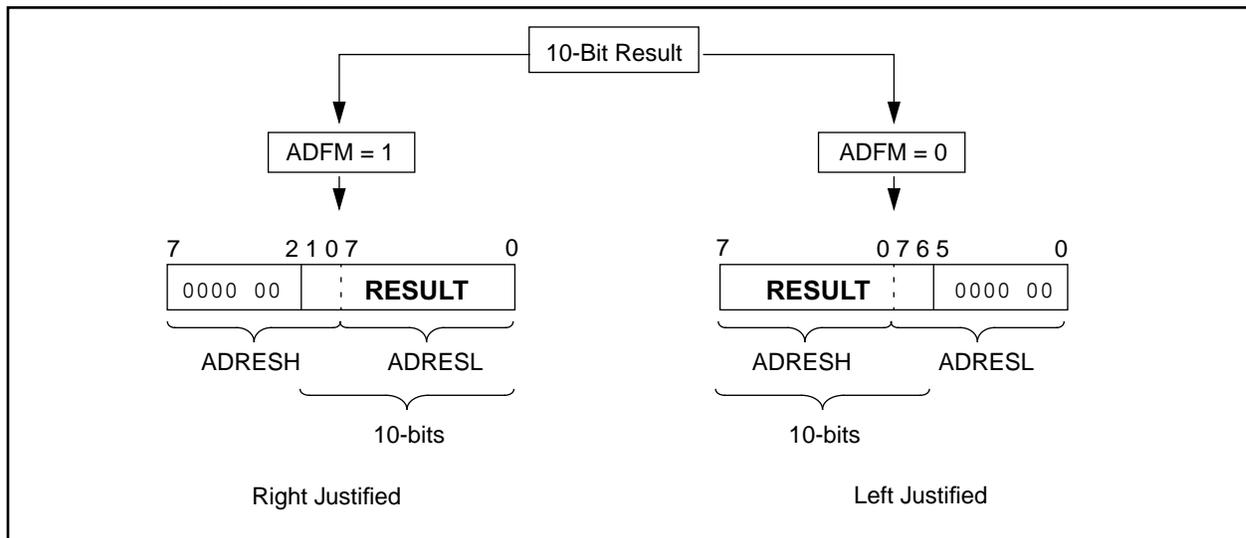 10-Bit Result
ADFM = 1
ADFM = 0
7 2 1 0 7 0
0000 00 RESULT
ADRESH ADRESL
10-bits
Right Justified
7 0 7 6 5 0
RESULT 0000 00
ADRESH ADRESL
10-bits
Left Justified